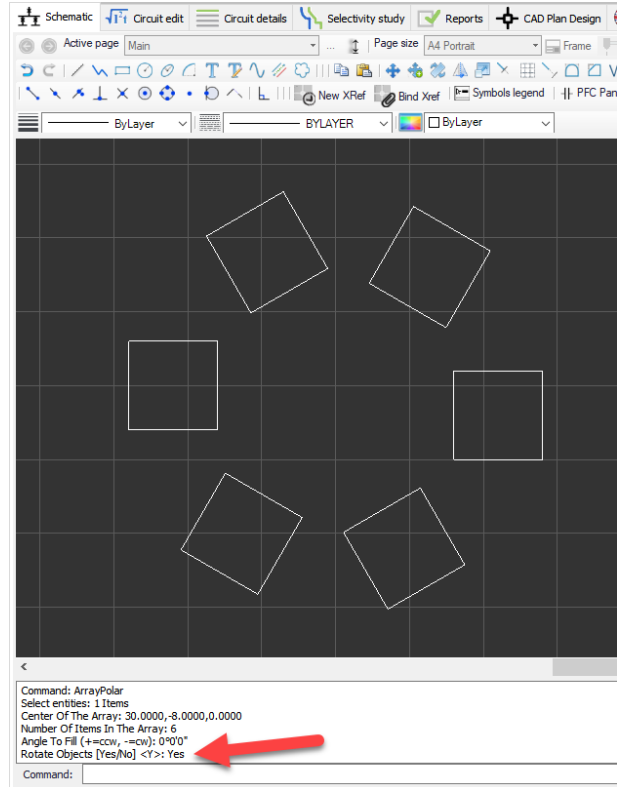 Schematic Circuit edit Circuit details Selectivity study Reports CAD Plan Design
Active page Main ... Page size A4 Portrait Frame
New XRef Bind Xref Symbols legend PFC Pan
ByLayer BYLAYER ByLayer
Command: ArrayPolar
Select entities: 1 Items
Center Of The Array: 30.0000,-8.0000,0.0000
Number Of Items In The Array: 6
Angle To Fill (+=ccw, -=cw): 0°0'0"
Rotate Objects [Yes/No] <Y>: Yes
Command: